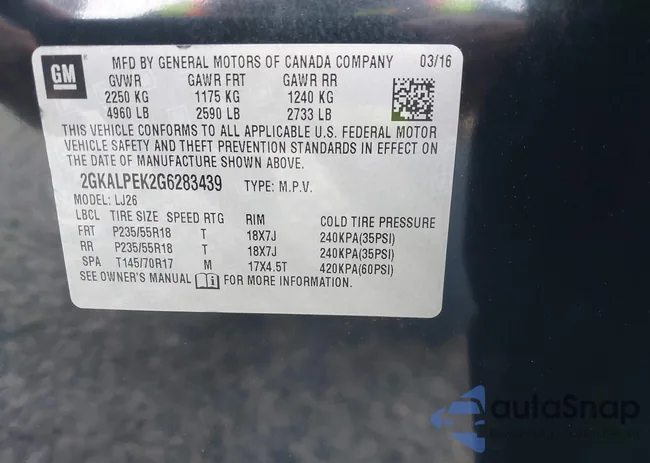 GM
MFD BY GENERAL MOTORS OF CANADA COMPANY 03/16
GVWR GAWR FRT GAWR RR
2250 KG 1175 KG 1240 KG
4960 LB 2590 LB 2733 LB
THIS VEHICLE CONFORMS TO ALL APPLICABLE U.S. FEDERAL MOTOR
VEHICLE SAFETY AND THEFT PREVENTION STANDARDS IN EFFECT ON
THE DATE OF MANUFACTURE SHOWN ABOVE.
2GKALPEK2G6283439 TYPE: M.P.V.
MODEL: LJ26
LBCL TIRE SIZE SPEED RTG RIM COLD TIRE PRESSURE
FRT P235/55R18 T 18X7J 240KPA(35PSI)
RR P235/55R18 T 18X7J 240KPA(35PSI)
SPA T145/70R17 M 17X4.5T 420KPA(60PSI)
SEE OWNER'S MANUAL FOR MORE INFORMATION.
autaSnap